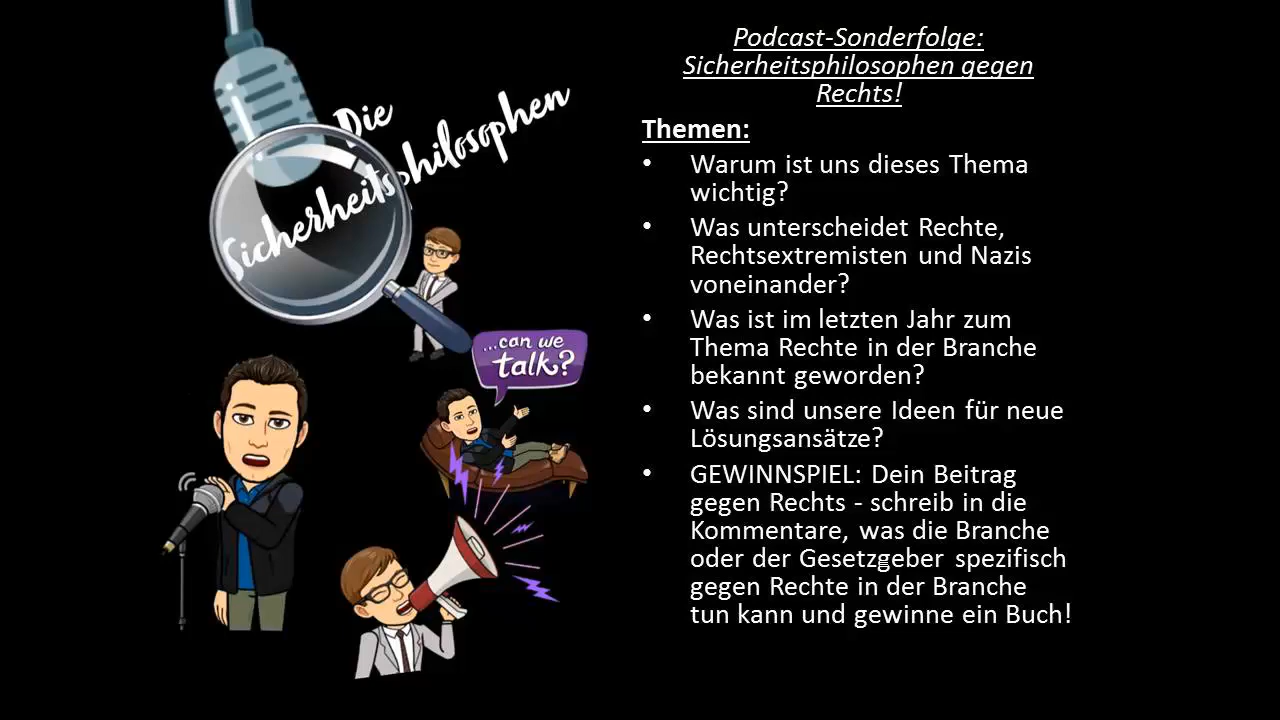 Die
Sicherheitsphilosophen
...can we
talk?
Podcast-Sonderfolge:
Sicherheitsphilosophen gegen
Rechts!
Themen:
• Warum ist uns dieses Thema
wichtig?
• Was unterscheidet Rechte,
Rechtsextremisten und Nazis
voneinander?
• Was ist im letzten Jahr zum
Thema Rechte in der Branche
bekannt geworden?
• Was sind unsere Ideen für neue
Lösungsansätze?
• GEWINNSPIEL: Dein Beitrag
gegen Rechts - schreib in die
Kommentare, was die Branche
oder der Gesetzgeber spezifisch
gegen Rechte in der Branche
tun kann und gewinne ein Buch!